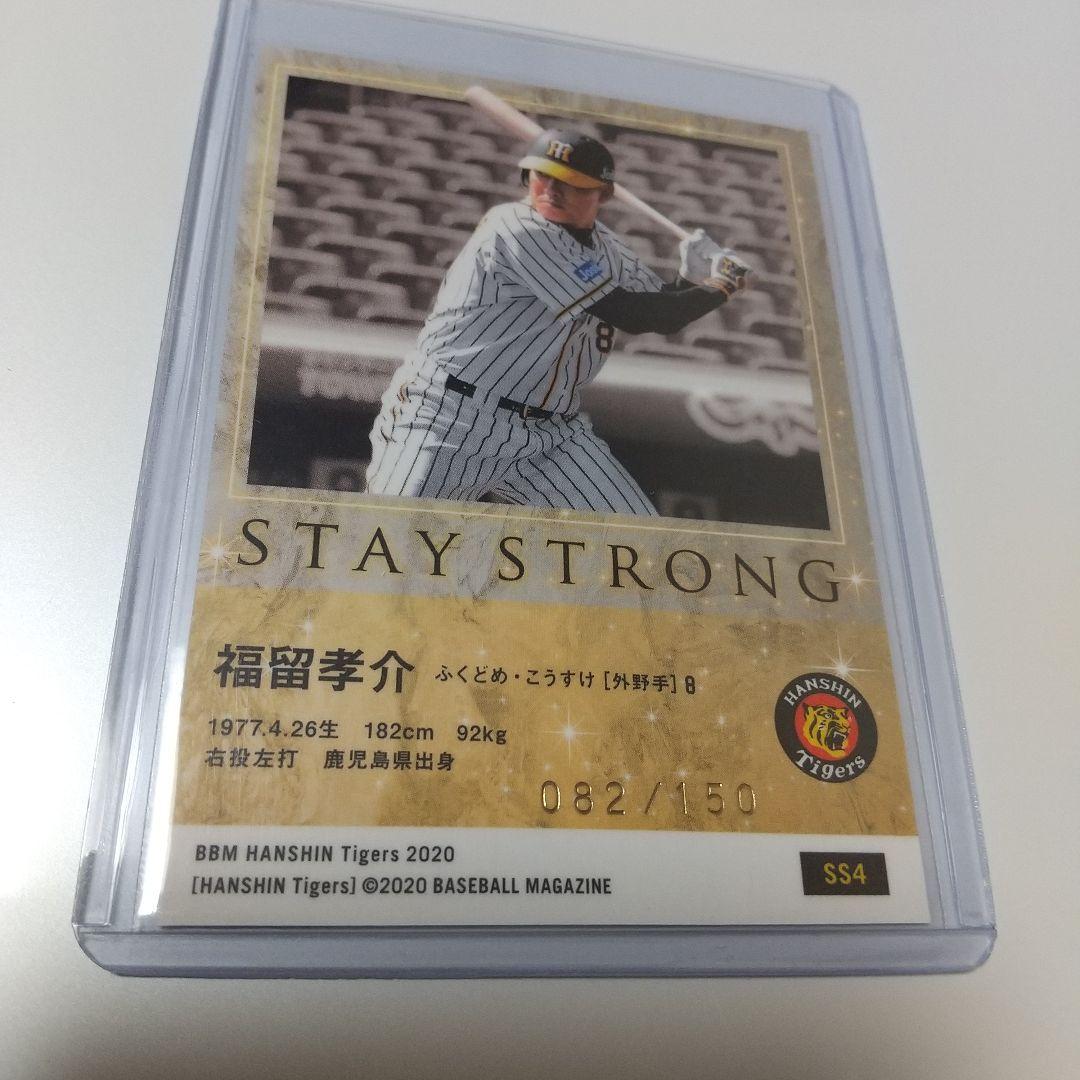 8
STAY STRONG
福留孝介 ふくどめ・こうすけ [外野手] 8
1977.4.26生 182cm 92kg
右投左打 鹿児島県出身
HANSHIN
Tigers
082/150
BBM HANSHIN Tigers 2020
[HANSHIN Tigers] ©2020 BASEBALL MAGAZINE
SS4